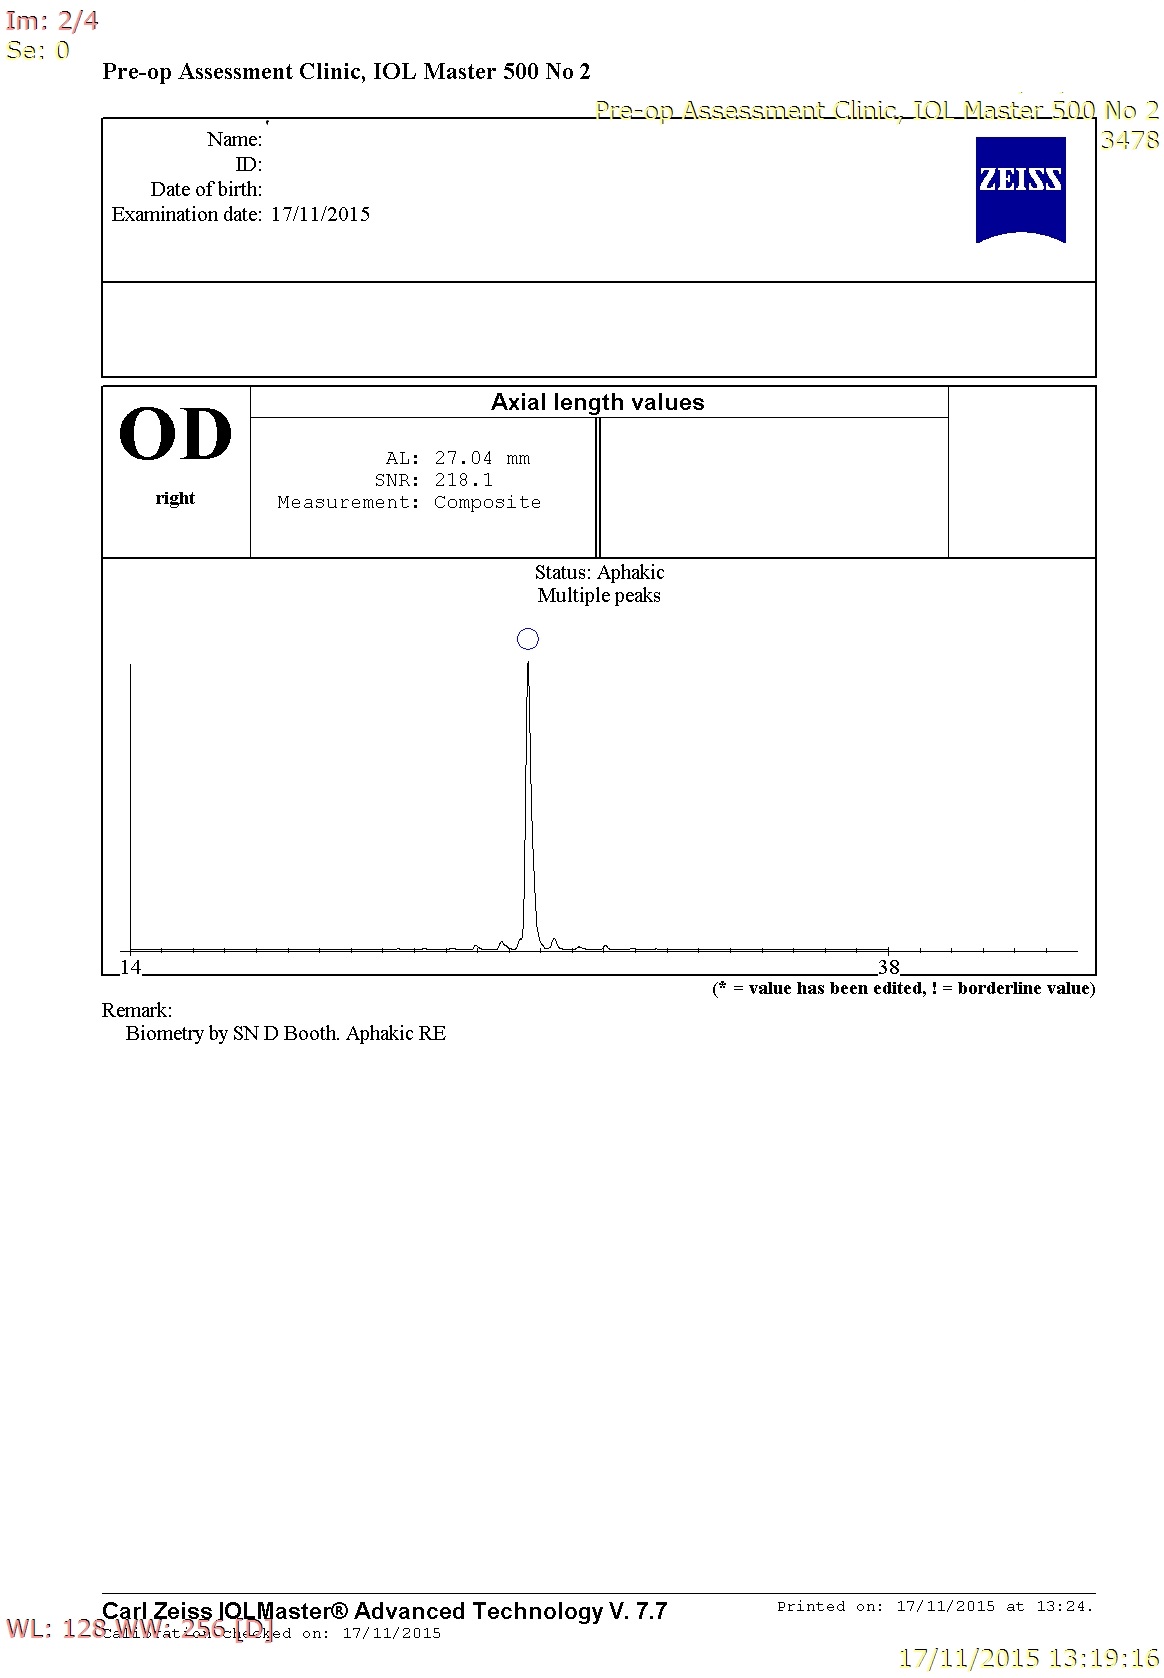 Im: 2/4
Se: 0
Pre-op Assessment Clinic, IOL Master 500 No 2
Pre-op Assessment Clinic, IOL Master 500 No 2
3478
Name:
ID:
Date of birth:
Examination date: 17/11/2015
ZEISS
OD
right
Axial length values
AL: 27.04 mm
SNR: 218.1
Measurement: Composite
Status: Aphakic
Multiple peaks
14 38
(* = value has been edited, ! = borderline value)
Remark:
Biometry by SN D Booth. Aphakic RE
Carl Zeiss IOLMaster® Advanced Technology V. 7.7
Printed on: 17/11/2015 at 13:24.
WL: 128 WW: 256 [D]
Calibration checked on: 17/11/2015
17/11/2015 13:19:16